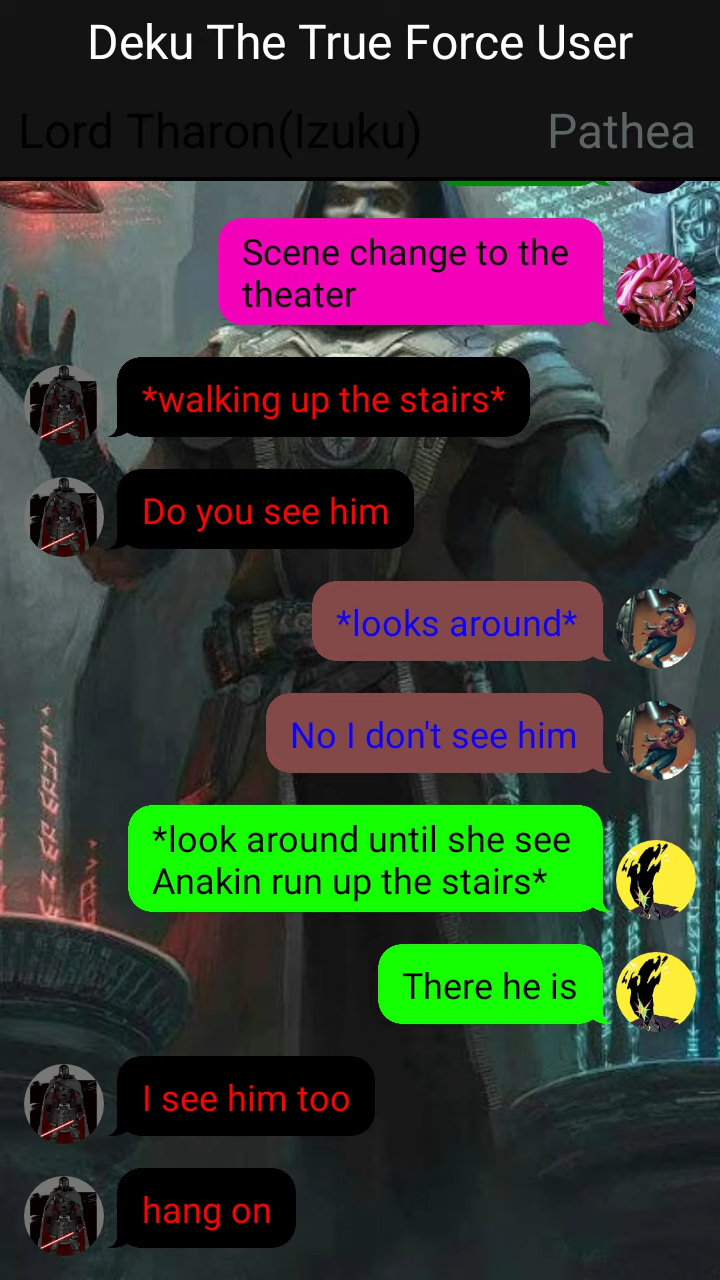 Deku The True Force User
Lord Tharon(Izuku)
Pathea
Scene change to the
theater
*walking up the stairs*
Do you see him
*looks around*
No I don't see him
*look around until she see
Anakin run up the stairs*
There he is
I see him too
hang on